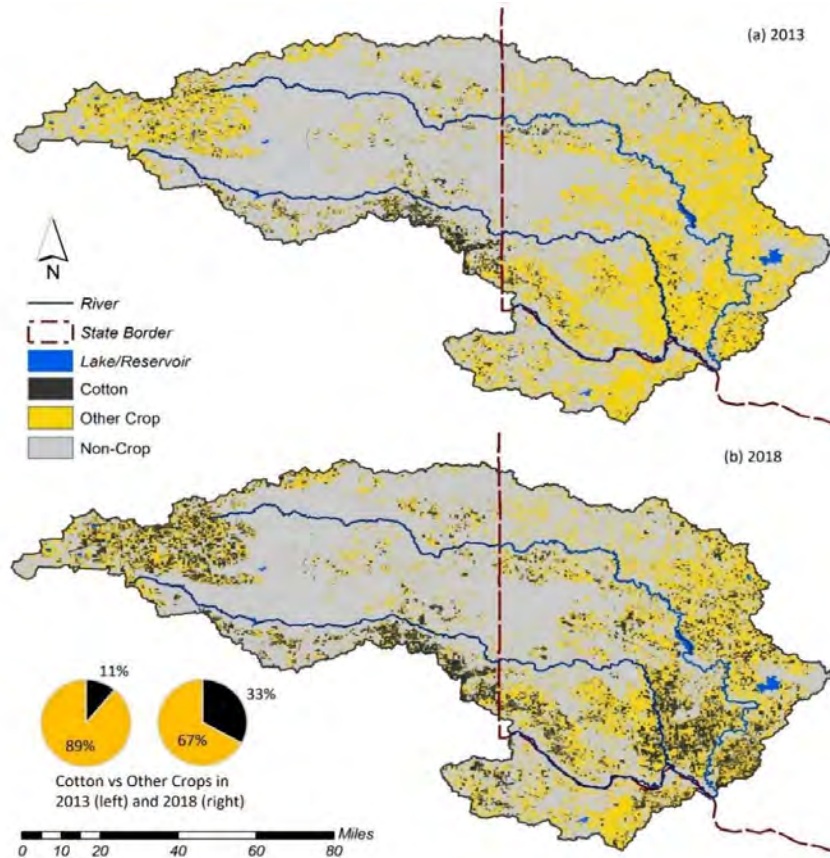 (a) 2013
N
River
State Border
Lake/Reservoir
Cotton
Other Crop
Non-Crop
(b) 2018
11%
89%
33%
67%
Cotton vs Other Crops in
2013 (left) and 2018 (right)
Miles
0 5 10 20 40 60 80